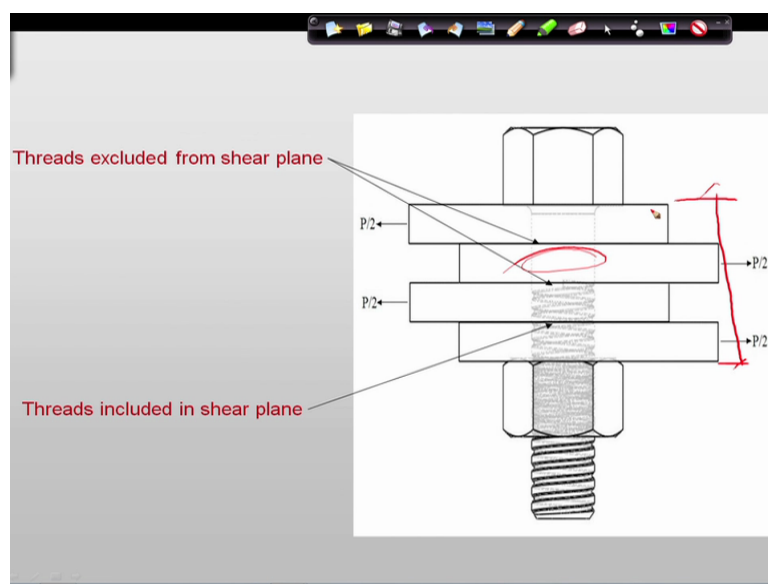 Threads excluded from shear plane
P/2
P/2
P/2
P/2
Threads included in shear plane